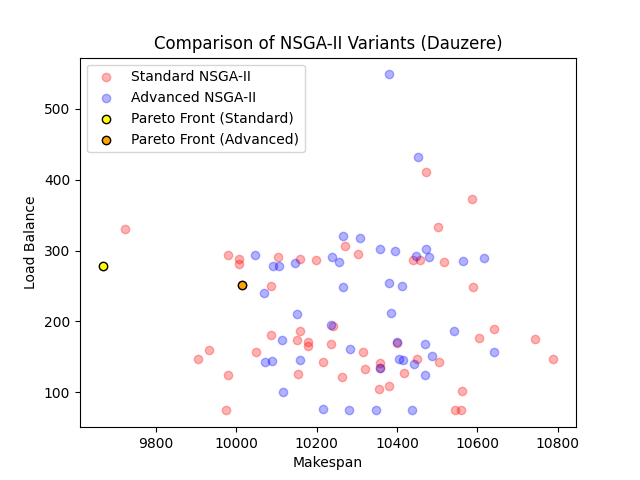 Comparison of NSGA-II Variants (Dauzere)
Standard NSGA-II
Advanced NSGA-II
Pareto Front (Standard)
Pareto Front (Advanced)
Load Balance
500
400
300
200
100
9800 10000 10200 10400 10600 10800
Makespan